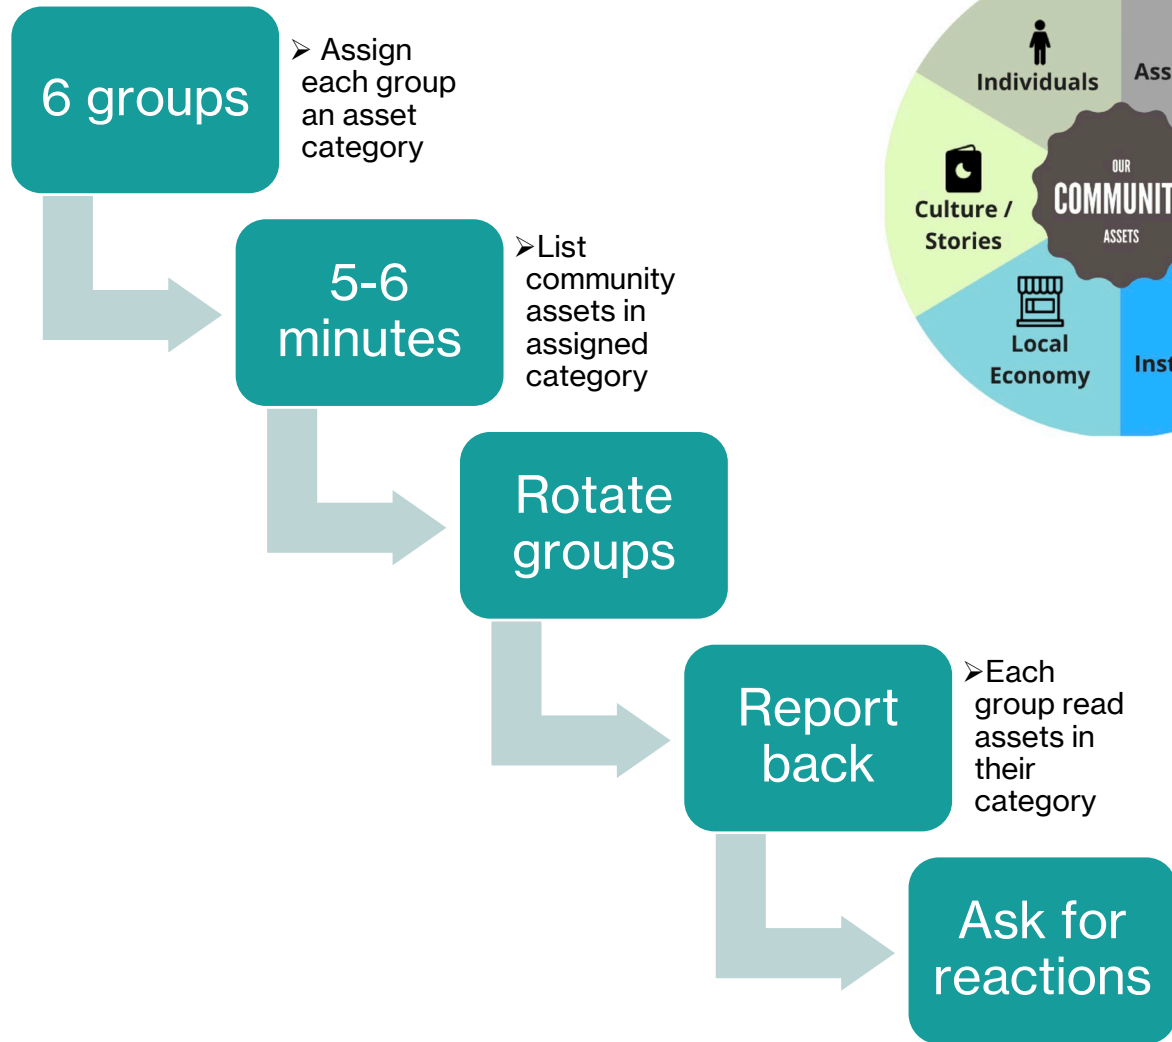 6 groups
➢ Assign
each group
an asset
category
5-6
minutes
➢List
community
assets in
assigned
category
Rotate
groups
Report
back
➢Each
group read
assets in
their
category
Ask for
reactions
Individuals
Culture /
Stories
OUR
ASSETS
Local
Economy